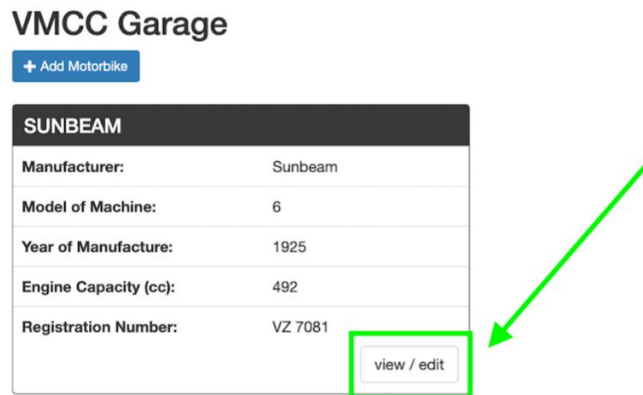 VMCC Garage
+ Add Motorbike
SUNBEAM
Manufacturer: Sunbeam
Model of Machine: 6
Year of Manufacture: 1925
Engine Capacity (cc): 492
Registration Number: VZ 7081
view / edit